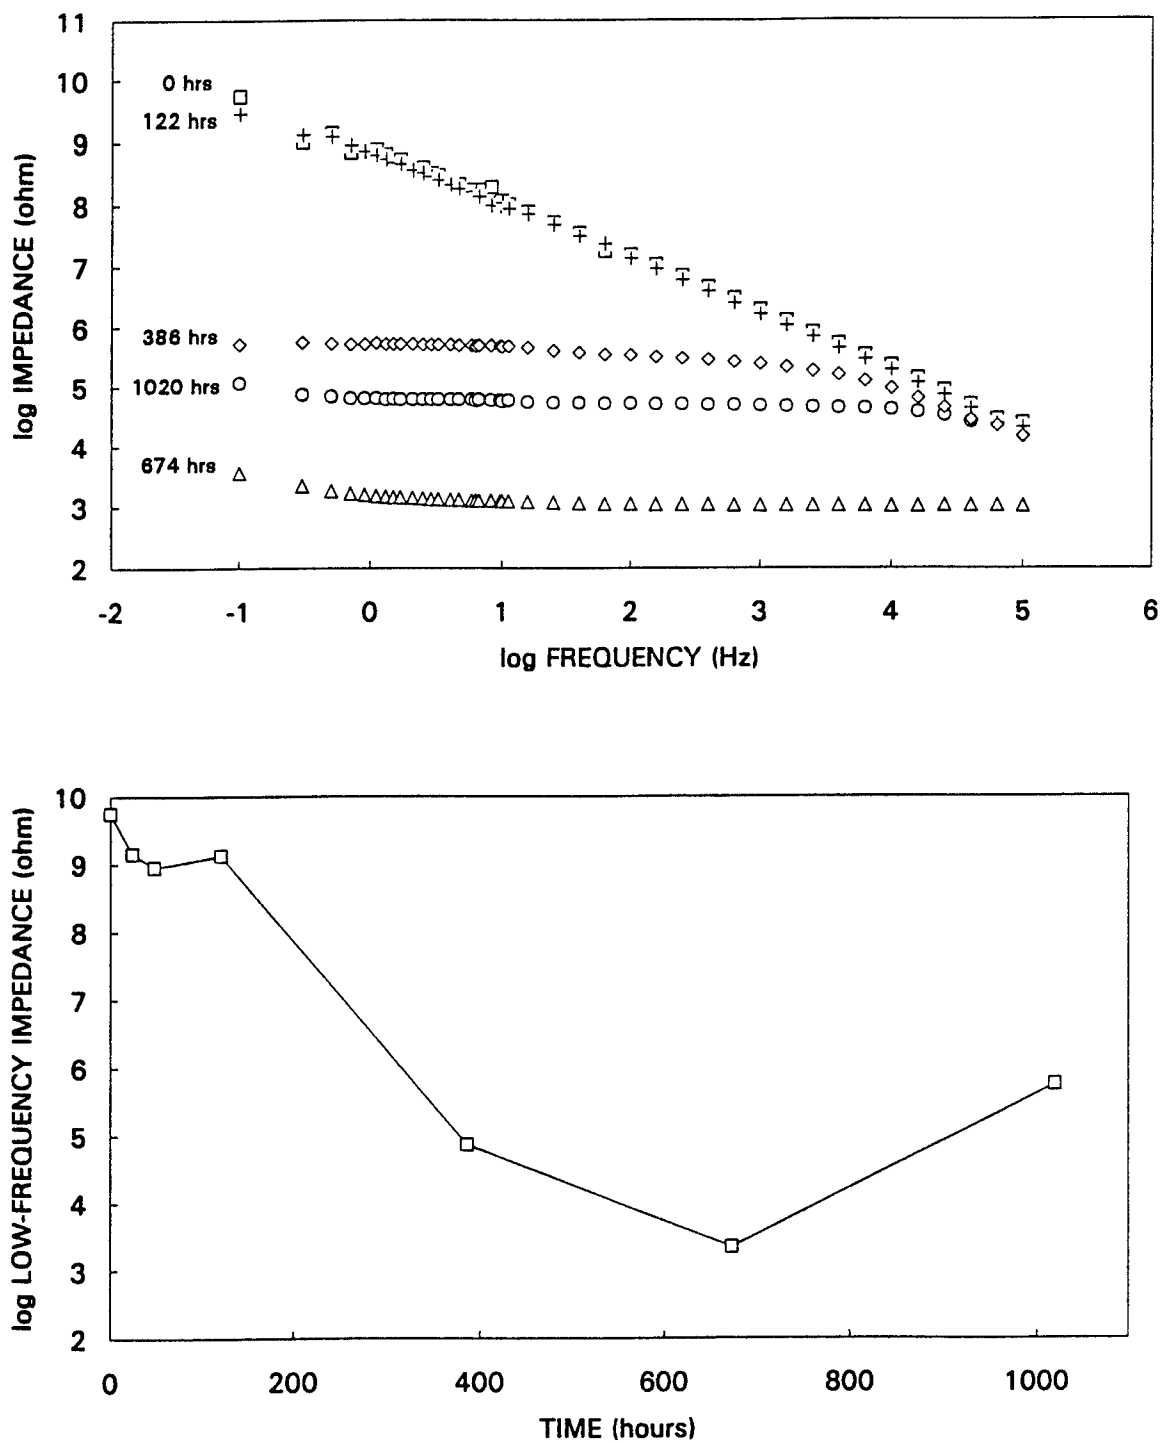 11
10
9
8
7
6
5
4
3
2
log IMPEDANCE (ohm)
0 hrs
122 hrs
386 hrs
1020 hrs
674 hrs
-2 -1 0 1 2 3 4 5 6
log FREQUENCY (Hz)
10
9
8
7
6
5
4
3
2
log LOW-FREQUENCY IMPEDANCE (ohm)
0 200 400 600 800 1000
TIME (hours)